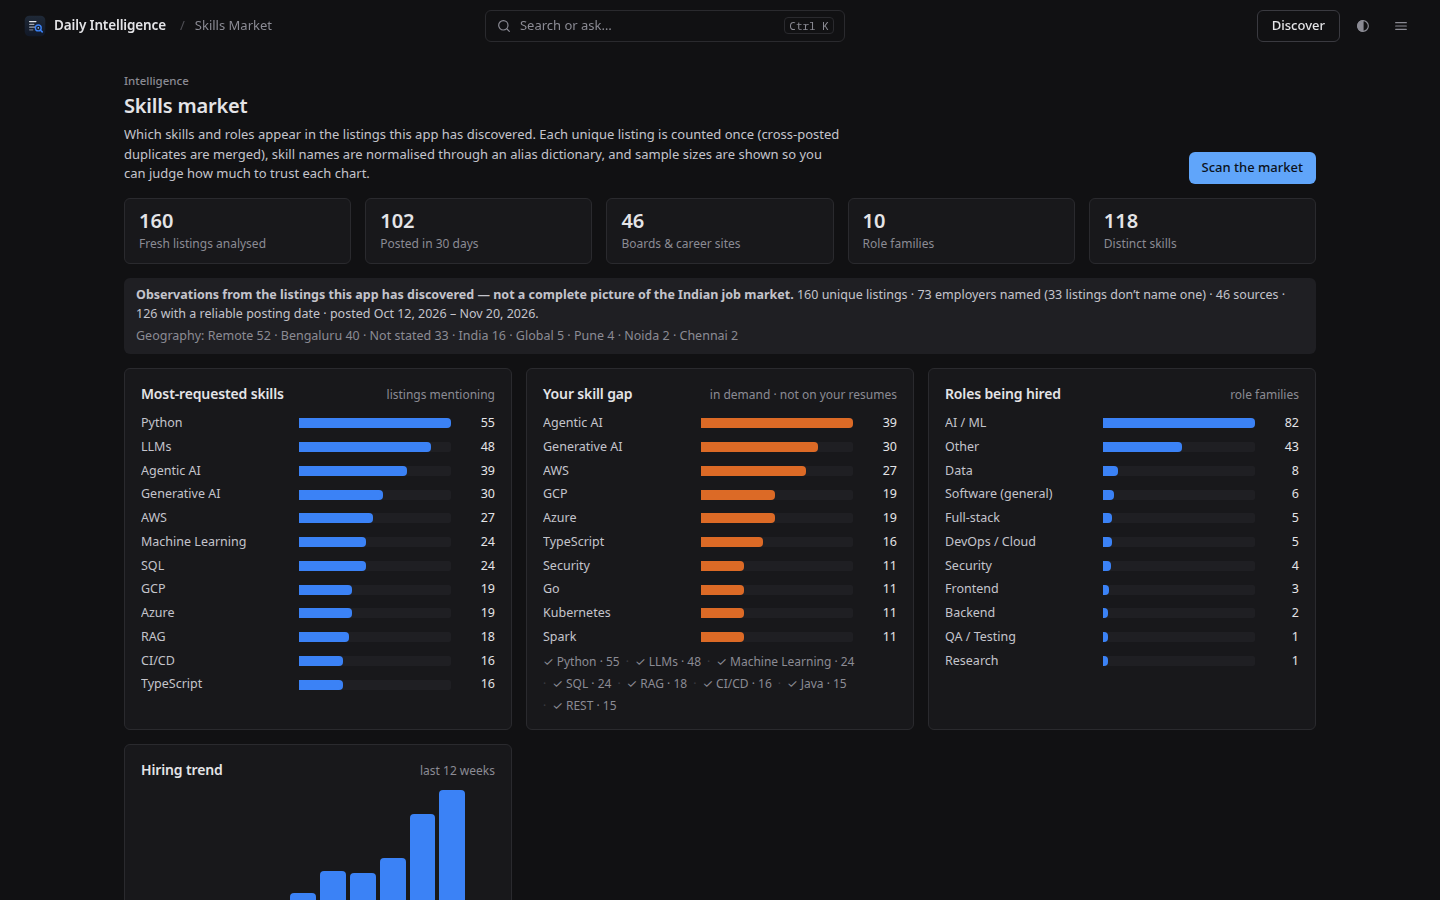 Daily Intelligence / Skills Market
Search or ask...
Ctrl K
Discover
Intelligence
Skills market
Which skills and roles appear in the listings this app has discovered. Each unique listing is counted once (cross-posted
duplicates are merged), skill names are normalised through an alias dictionary, and sample sizes are shown so you
can judge how much to trust each chart.
Scan the market
160
Fresh listings analysed
102
Posted in 30 days
46
Boards & career sites
10
Role families
118
Distinct skills
Observations from the listings this app has discovered — not a complete picture of the Indian job market. 160 unique listings · 73 employers named (33 listings don’t name one) · 46 sources ·
126 with a reliable posting date · posted Oct 12, 2026 – Nov 20, 2026.
Geography: Remote 52 · Bengaluru 40 · Not stated 33 · India 16 · Global 5 · Pune 4 · Noida 2 · Chennai 2
Most-requested skills
listings mentioning
Python 55
LLMs 48
Agentic AI 39
Generative AI 30
AWS 27
Machine Learning 24
SQL 24
GCP 19
Azure 19
RAG 18
CI/CD 16
TypeScript 16
Your skill gap
in demand · not on your resumes
Agentic AI 39
Generative AI 30
AWS 27
GCP 19
Azure 19
TypeScript 16
Security 11
Go 11
Kubernetes 11
Spark 11
✓ Python · 55 · ✓ LLMs · 48 · ✓ Machine Learning · 24
· ✓ SQL · 24 · ✓ RAG · 18 · ✓ CI/CD · 16 · ✓ Java · 15
· ✓ REST · 15
Roles being hired
role families
AI / ML 82
Other 43
Data 8
Software (general) 6
Full-stack 5
DevOps / Cloud 5
Security 4
Frontend 3
Backend 2
QA / Testing 1
Research 1
Hiring trend
last 12 weeks